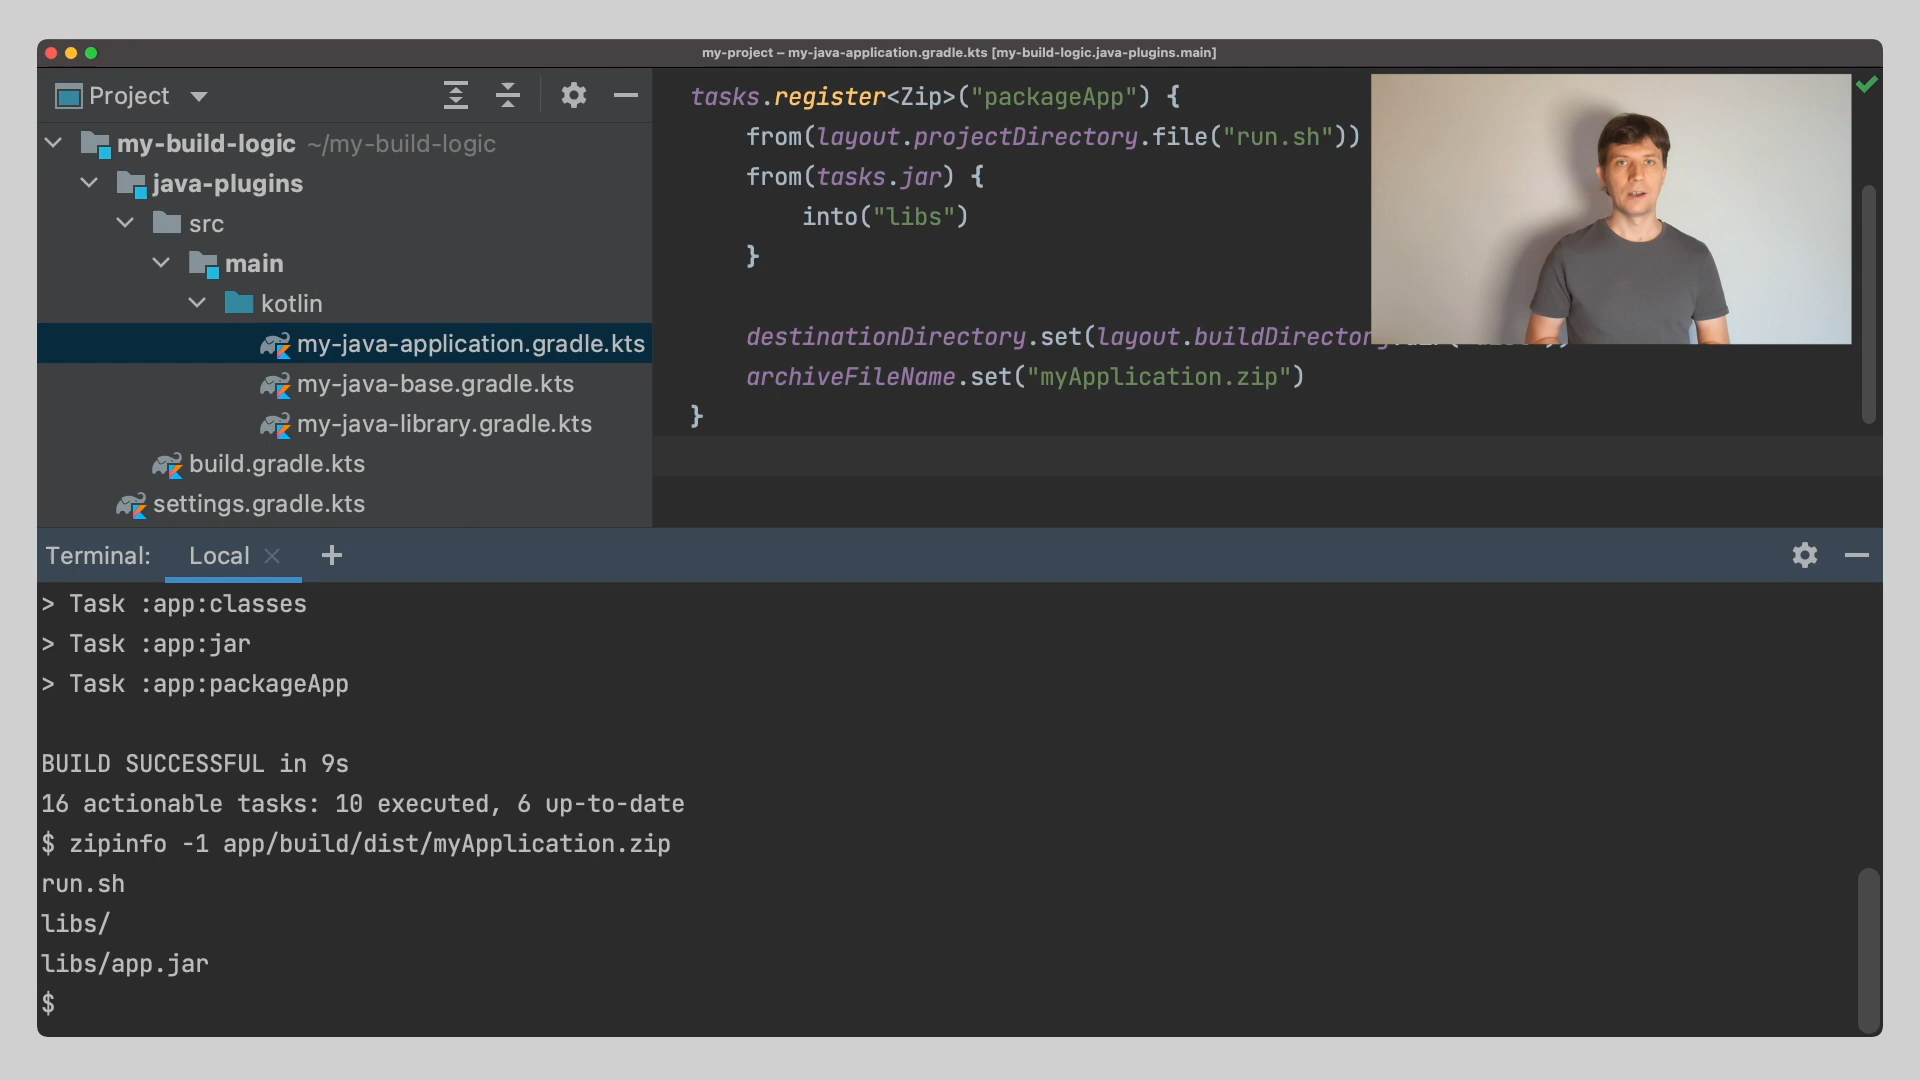 my-project – my-java-application.gradle.kts [my-build-logic.java-plugins.main]
Project
my-build-logic ~/my-build-logic
java-plugins
src
main
kotlin
my-java-application.gradle.kts
my-java-base.gradle.kts
my-java-library.gradle.kts
build.gradle.kts
settings.gradle.kts
tasks.register<Zip>("packageApp") {
from(layout.projectDirectory.file("run.sh"))
from(tasks.jar) {
into("libs")
}
destinationDirectory.set(layout.buildDirectory
archiveFileName.set("myApplication.zip")
}
Terminal: Local
> Task :app:classes
> Task :app:jar
> Task :app:packageApp
BUILD SUCCESSFUL in 9s
16 actionable tasks: 10 executed, 6 up-to-date
$ zipinfo -1 app/build/dist/myApplication.zip
run.sh
libs/
libs/app.jar
$